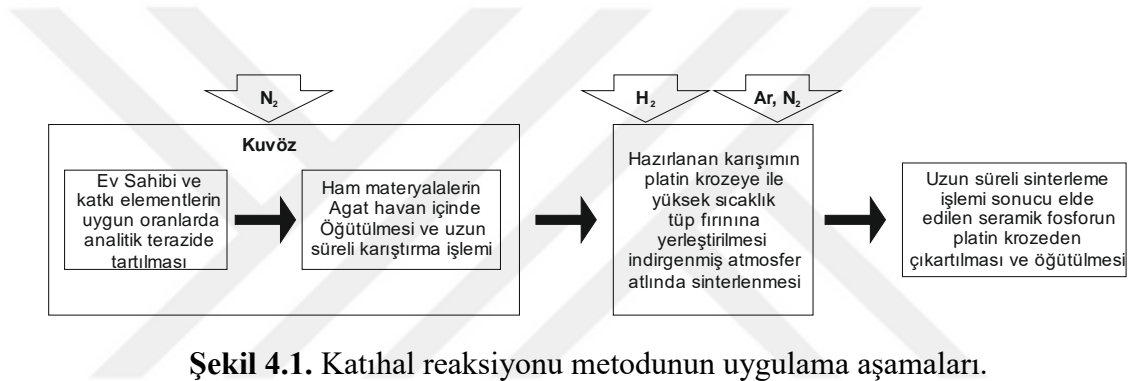 N₂
Kuvöz
Ev Sahibi ve
katkı elementlerin
uygun oranlarda
analitik terazide
tartılması
Ham materyalalerin
Agat havan içinde
Öğütülmesi ve uzun
süreli karıştırma işlemi
H₂
Ar, N₂
Hazırlanan karışımın
platin krozeye ile
yüksek sıcaklık
tüp fırınına
yerleştirilmesi
indirgenmiş atmosfer
atlında sinterlenmesi
Uzun süreli sinterleme
işlemi sonucu elde
edilen seramik fosforun
platin krozeden
çıkartılması ve öğütülmesi
Şekil 4.1. Katıhal reaksiyonu metodunun uygulama aşamaları.